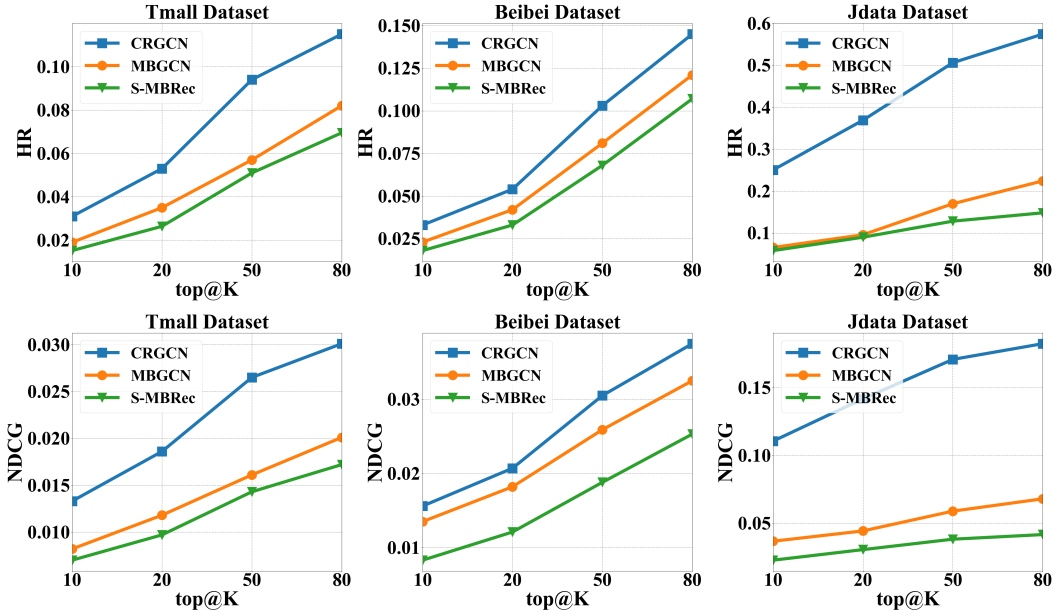 Tmall Dataset
HR
0.10
0.08
0.06
0.04
0.02
CRGCN
MBGCN
S-MBRec
10 20 50 80
top@K
Beibei Dataset
HR
0.150
0.125
0.100
0.075
0.050
0.025
CRGCN
MBGCN
S-MBRec
10 20 50 80
top@K
Jdata Dataset
HR
0.6
0.5
0.4
0.3
0.2
0.1
CRGCN
MBGCN
S-MBRec
10 20 50 80
top@K
Tmall Dataset
NDCG
0.030
0.025
0.020
0.015
0.010
CRGCN
MBGCN
S-MBRec
10 20 50 80
top@K
Beibei Dataset
NDCG
0.03
0.02
0.01
CRGCN
MBGCN
S-MBRec
10 20 50 80
top@K
Jdata Dataset
NDCG
0.15
0.10
0.05
CRGCN
MBGCN
S-MBRec
10 20 50 80
top@K